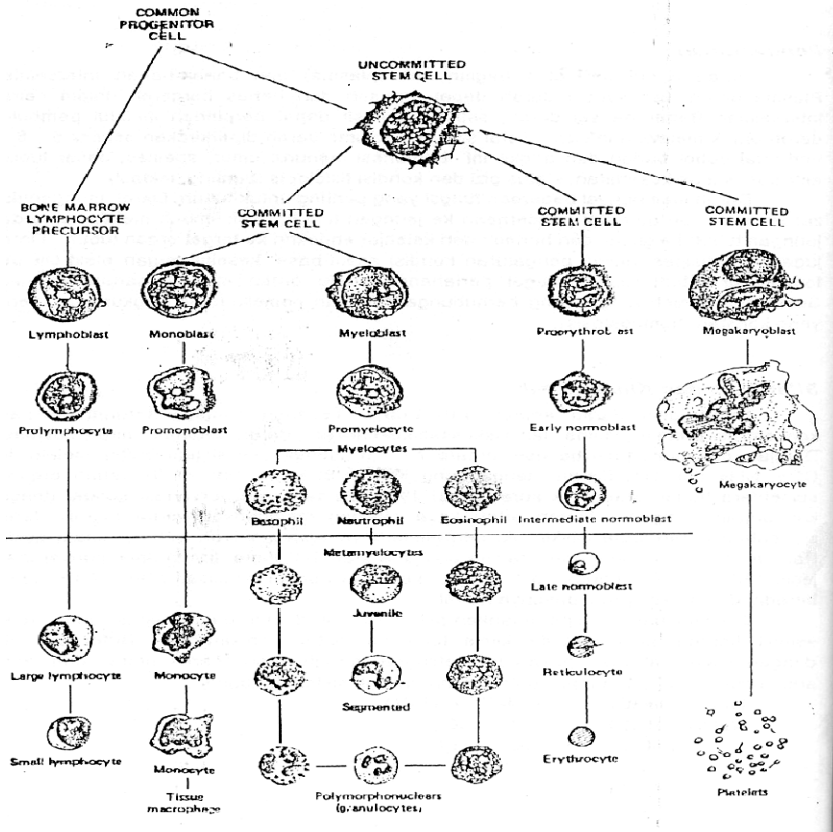 COMMON
PROGENITOR
CELL
UNCOMMITTED
STEM CELL
BONE MARROW
LYMPHOCYTE
PRECURSOR
COMMITTED
STEM CELL
COMMITTED
STEM CELL
COMMITTED
STEM CELL
Lymphoblast
Monoblast
Myeloblast
Proerythroblast
Megakaryoblast
Prolymphocyte
Promonoblast
Promyelocyte
Early normoblast
Megakaryocyte
Myelocytes
Basophil
Neutrophil
Eosinophil
Intermediate normoblast
Metamyelocytes
Juvenile
Late normoblast
Large lymphocyte
Monocyte
Segmented
Reticulocyte
Small lymphocyte
Monocyte
Tissue
macrophage
Polymorphonuclears
(granulocytes)
Erythrocyte
Platelets